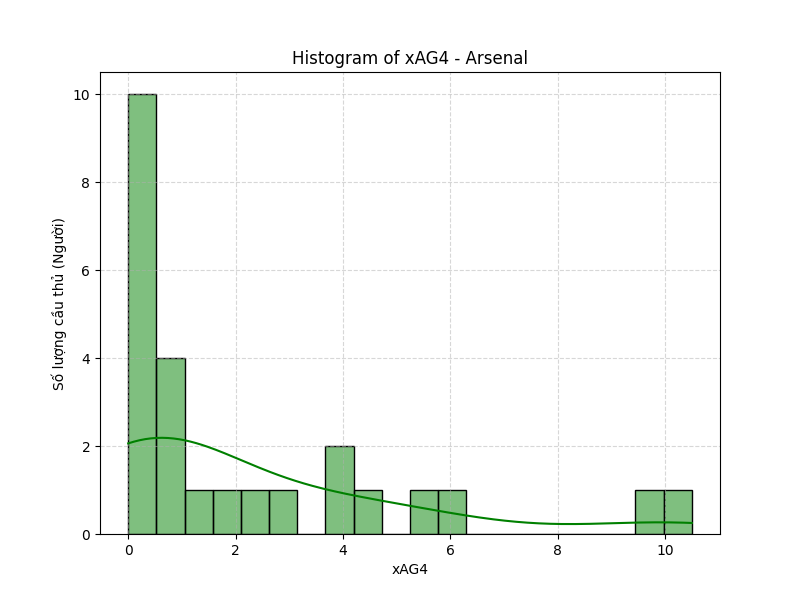 Histogram of xAG4 - Arsenal
Số lượng cầu thủ (Người)
10
8
6
4
2
0
0 2 4 6 8 10
xAG4